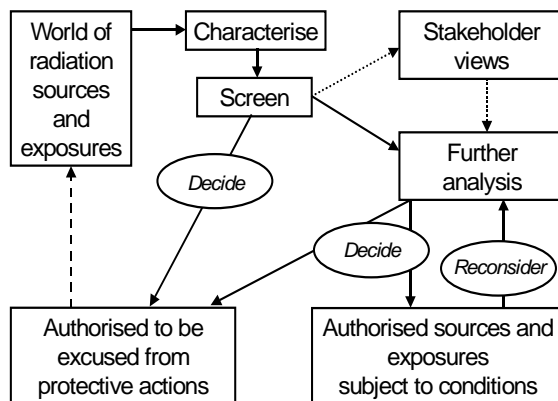 World of
radiation
sources
and
exposures
Characterise
Screen
Stakeholder
views
Further
analysis
Decide
Decide
Reconsider
Authorised to be
excused from
protective actions
Authorised sources and
exposures
subject to conditions